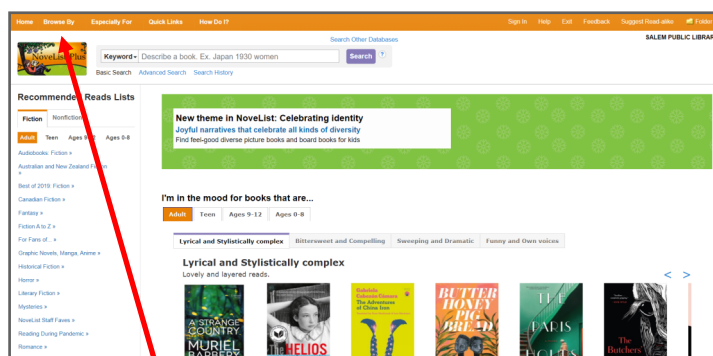 Home Browse By Especially For Quick Links How Do I? Sign In Help Exit Feedback Suggest Read-alike Folder
Search Other Databases
SALEM PUBLIC LIBRAR
NoveList Plus
Keyword Describe a book. Ex. Japan 1930 women Search ?
Basic Search Advanced Search Search History
Recommended Reads Lists
Fiction Nonfiction
Adult Teen Ages 9-12 Ages 0-8
Audiobooks: Fiction »
Australian and New Zealand Fiction
»
Best of 2019: Fiction »
Canadian Fiction »
Fantasy »
Fiction A to Z »
For Fans of... »
Graphic Novels, Manga, Anime »
Historical Fiction »
Horror »
Literary Fiction »
Mysteries »
NoveList Staff Faves »
Reading During Pandemic »
Romance »
New theme in NoveList: Celebrating identity
Joyful narratives that celebrate all kinds of diversity
Find feel-good diverse picture books and board books for kids
I'm in the mood for books that are...
Adult Teen Ages 9-12 Ages 0-8
Lyrical and Stylistically complex Bittersweet and Compelling Sweeping and Dramatic Funny and Own voices
Lyrical and Stylistically complex
Lovely and layered reads.
< >
A STRANGE
COUNTRY
MURIEL
BARBERY
The HELIOS
Gabriela
Cabezón Cámara
The Adventures
of China Iron
BUTTER
HONEY
PIG
BREAD
THE
PARIS
HOURS
The
Butchers'